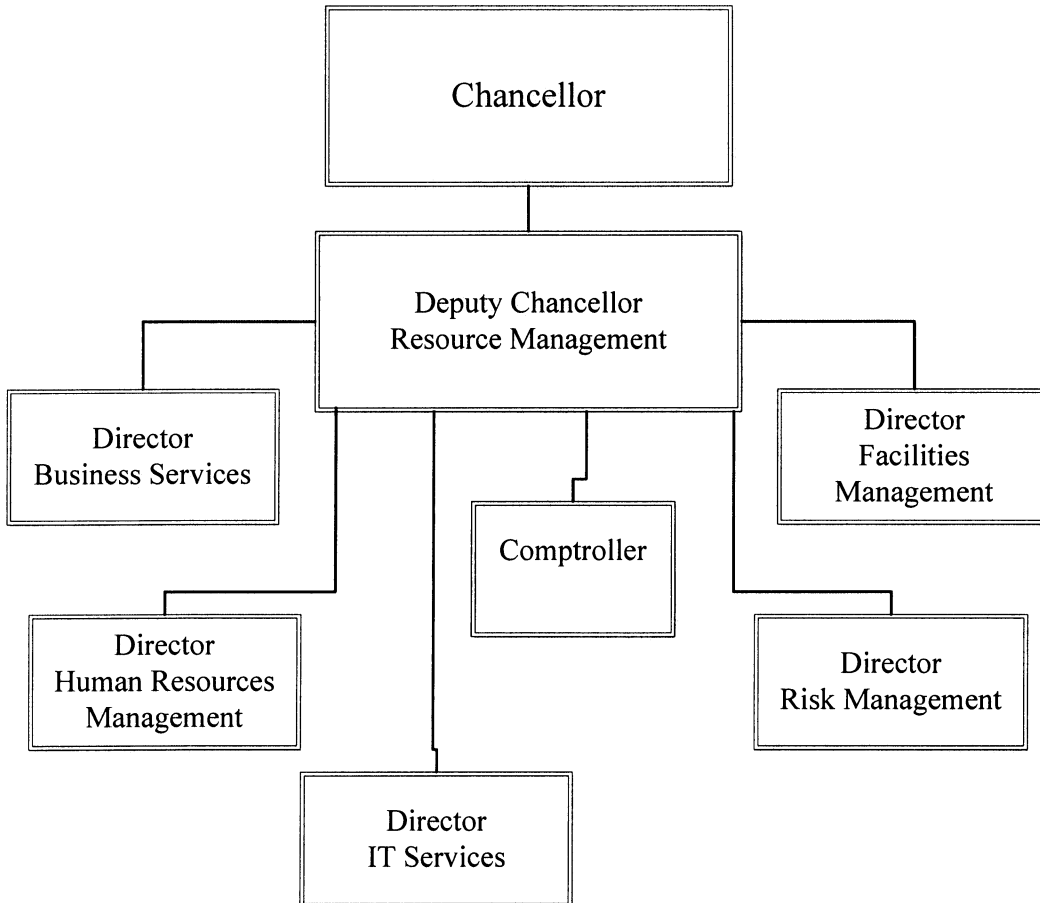 Chancellor
Deputy Chancellor
Resource Management
Director
Business Services
Director
Facilities
Management
Comptroller
Director
Human Resources
Management
Director
Risk Management
Director
IT Services